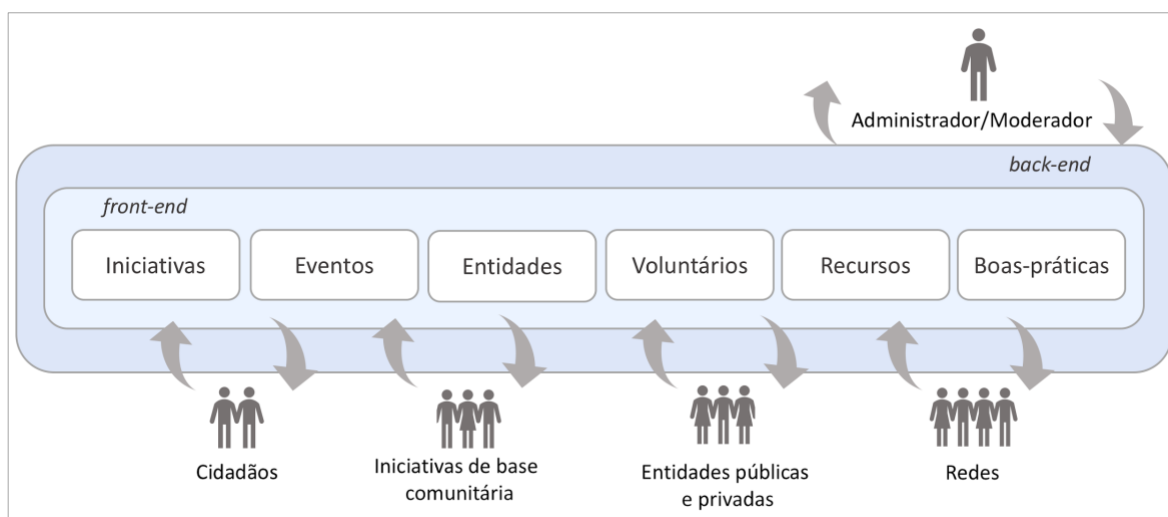 Administrador/Moderador
back-end
front-end
Iniciativas
Eventos
Entidades
Voluntários
Recursos
Boas-práticas
Cidadãos
Iniciativas de base
comunitária
Entidades públicas
e privadas
Redes